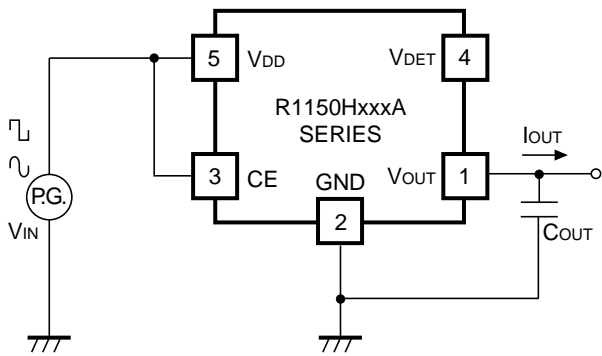 5 VDD
VDET 4
R1150HxxxA
SERIES
IOUT
3 CE
GND
VOUT 1
P.G.
VIN
2
COUT